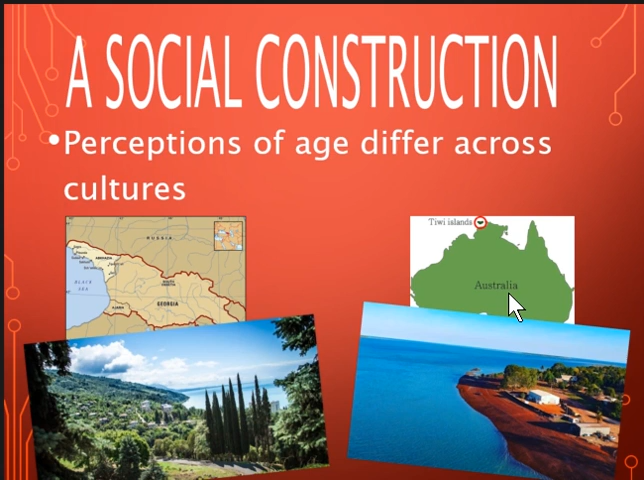 A SOCIAL CONSTRUCTION
•Perceptions of age differ across
cultures
RUSSIA
BLACK
SEA
GEORGIA
Tiwi islands
Australia